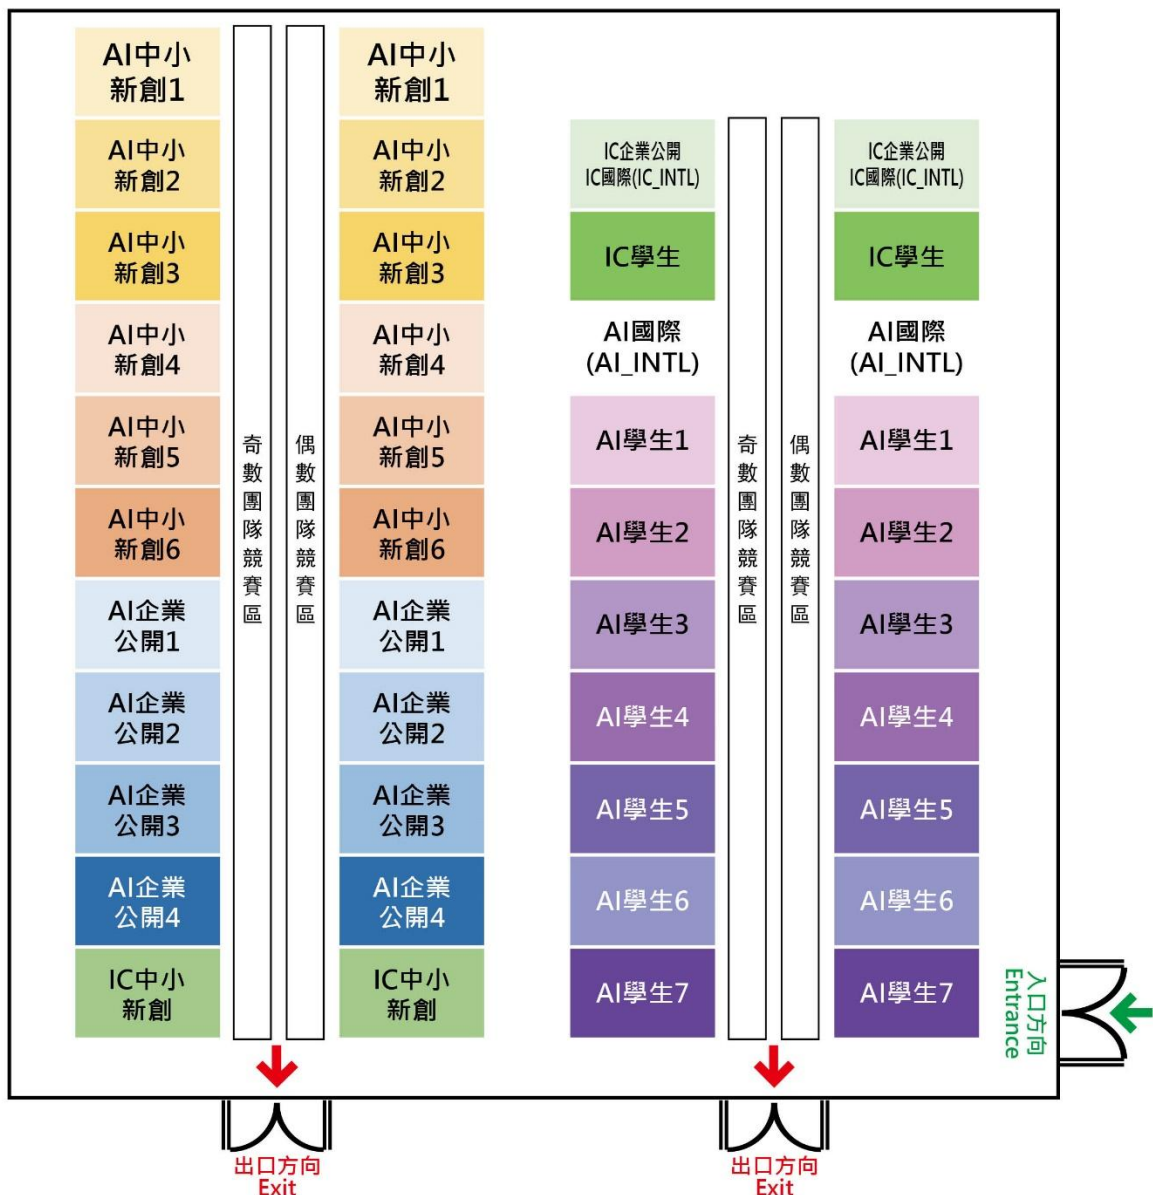 AI中小
新創1
AI中小
新創2
AI中小
新創3
AI中小
新創4
AI中小
新創5
AI中小
新創6
AI企業
公開1
AI企業
公開2
AI企業
公開3
AI企業
公開4
IC中小
新創
奇數團隊競賽區
偶數團隊競賽區
AI中小
新創1
AI中小
新創2
AI中小
新創3
AI中小
新創4
AI中小
新創5
AI中小
新創6
AI企業
公開1
AI企業
公開2
AI企業
公開3
AI企業
公開4
IC中小
新創
IC企業公開
IC國際(IC_INTL)
IC學生
AI國際
(AI_INTL)
AI學生1
AI學生2
AI學生3
AI學生4
AI學生5
AI學生6
AI學生7
奇數團隊競賽區
偶數團隊競賽區
IC企業公開
IC國際(IC_INTL)
IC學生
AI國際
(AI_INTL)
AI學生1
AI學生2
AI學生3
AI學生4
AI學生5
AI學生6
AI學生7
入口方向
Entrance
出口方向
Exit
出口方向
Exit